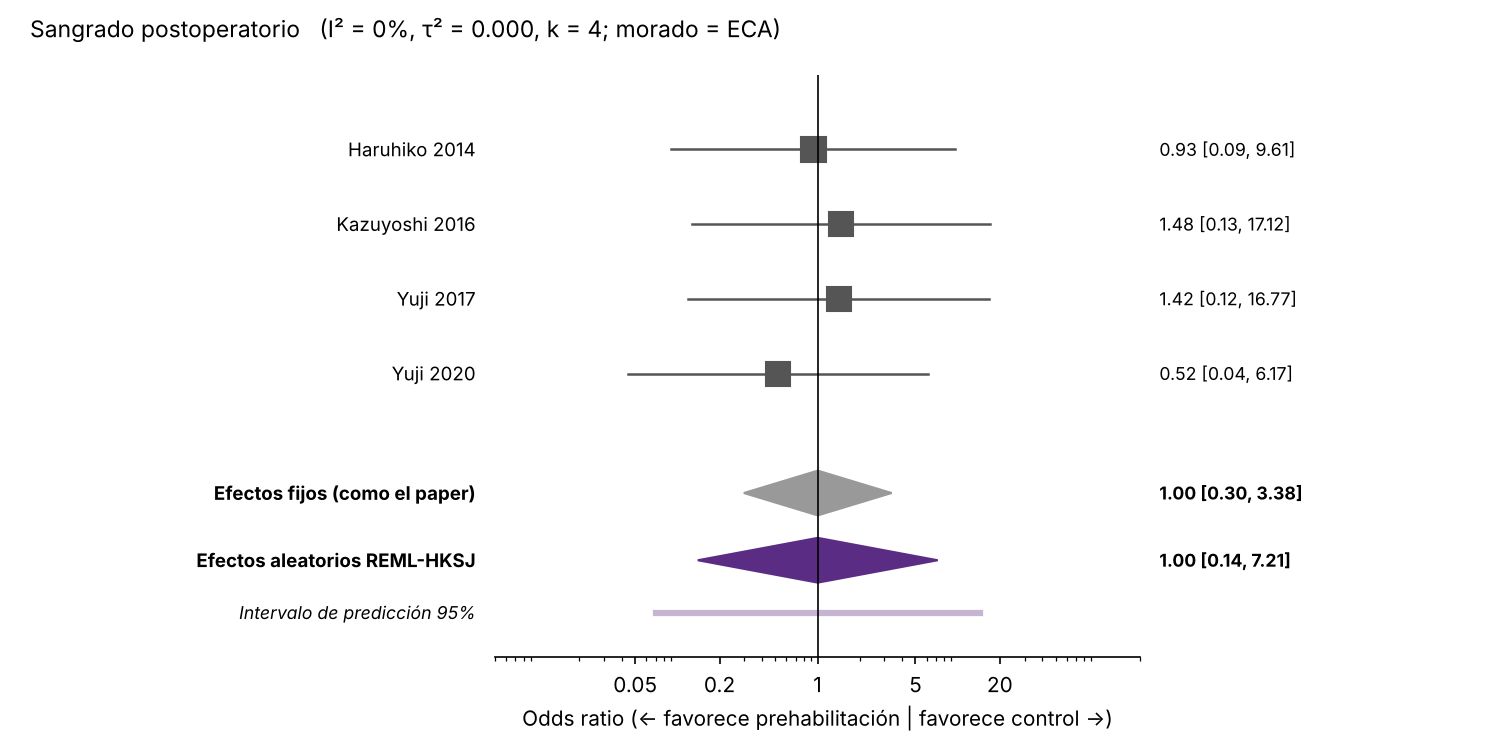 Sangrado postoperatorio (I² = 0%, τ² = 0.000, k = 4; morado = ECA)
Haruhiko 2014 0.93 [0.09, 9.61]
Kazuyoshi 2016 1.48 [0.13, 17.12]
Yuji 2017 1.42 [0.12, 16.77]
Yuji 2020 0.52 [0.04, 6.17]
Efectos fijos (como el paper) 1.00 [0.30, 3.38]
Efectos aleatorios REML-HKSJ 1.00 [0.14, 7.21]
Intervalo de predicción 95%
0.05 0.2 1 5 20
Odds ratio (← favorece prehabilitación | favorece control →)